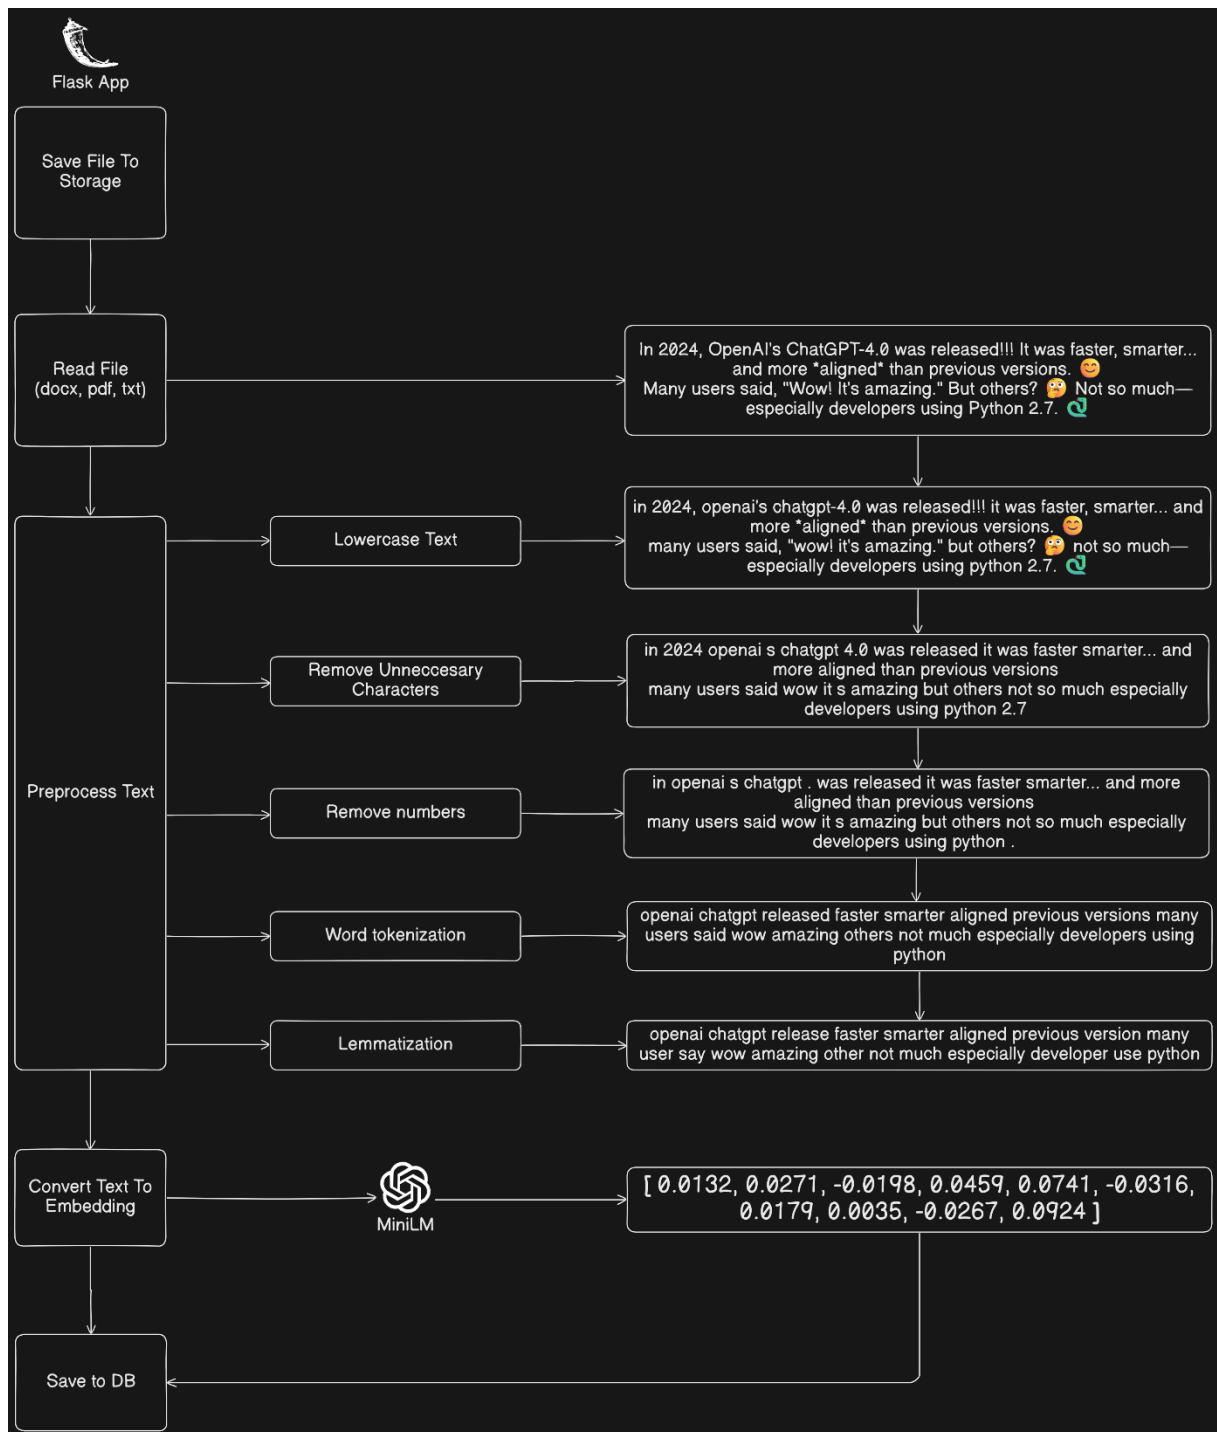 Flask App
Save File To
Storage
Read File
(docx, pdf, txt)
In 2024, OpenAI's ChatGPT-4.0 was released!!! It was faster, smarter...
and more *aligned* than previous versions. 😊
Many users said, "Wow! It's amazing." But others? 🤔 Not so much—
especially developers using Python 2.7. 🐍
Preprocess Text
Lowercase Text
in 2024, openai's chatgpt-4.0 was released!!! it was faster, smarter... and
more *aligned* than previous versions. 😊
many users said, "wow! it's amazing." but others? 🤔 not so much—
especially developers using python 2.7. 🐍
Remove Unneccesary
Characters
in 2024 openai s chatgpt 4.0 was released it was faster smarter... and
more aligned than previous versions
many users said wow it s amazing but others not so much especially
developers using python 2.7
Remove numbers
in openai s chatgpt . was released it was faster smarter... and more
aligned than previous versions
many users said wow it s amazing but others not so much especially
developers using python .
Word tokenization
openai chatgpt released faster smarter aligned previous versions many
users said wow amazing others not much especially developers using
python
Lemmatization
openai chatgpt release faster smarter aligned previous version many
user say wow amazing other not much especially developer use python
Convert Text To
Embedding
MiniLM
[ 0.0132, 0.0271, -0.0198, 0.0459, 0.0741, -0.0316,
0.0179, 0.0035, -0.0267, 0.0924 ]
Save to DB